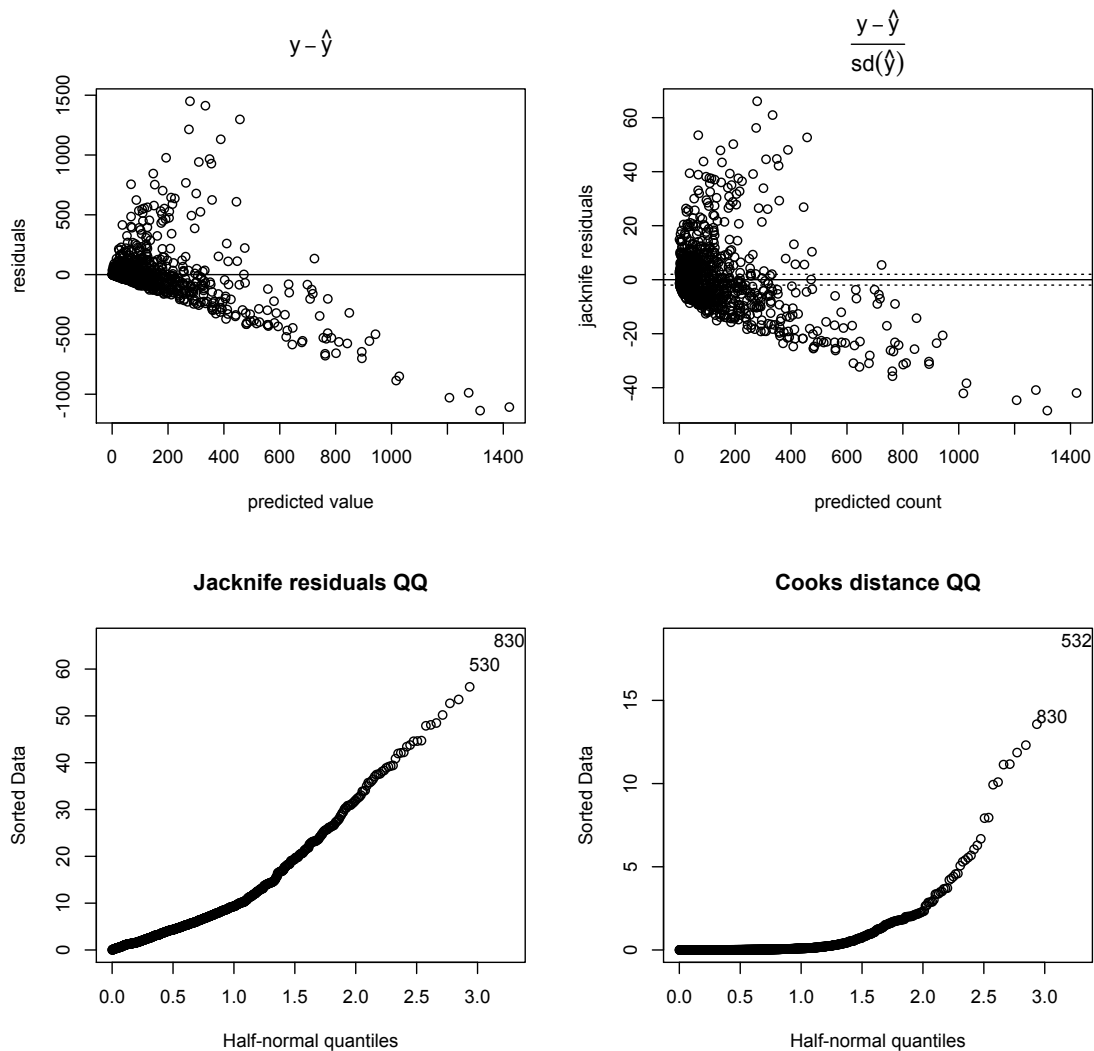 y − ŷ
residuals
1500
1000
500
0
-500
-1000
0 200 400 600 800 1000 1400
predicted value
y − ŷ
sd(ŷ)
jacknife residuals
60
40
20
0
-20
-40
0 200 400 600 800 1000 1400
predicted count
Jacknife residuals QQ
830
530
Sorted Data
60
50
40
30
20
10
0
0.0 0.5 1.0 1.5 2.0 2.5 3.0
Half-normal quantiles
Cooks distance QQ
532
830
Sorted Data
15
10
5
0
0.0 0.5 1.0 1.5 2.0 2.5 3.0
Half-normal quantiles